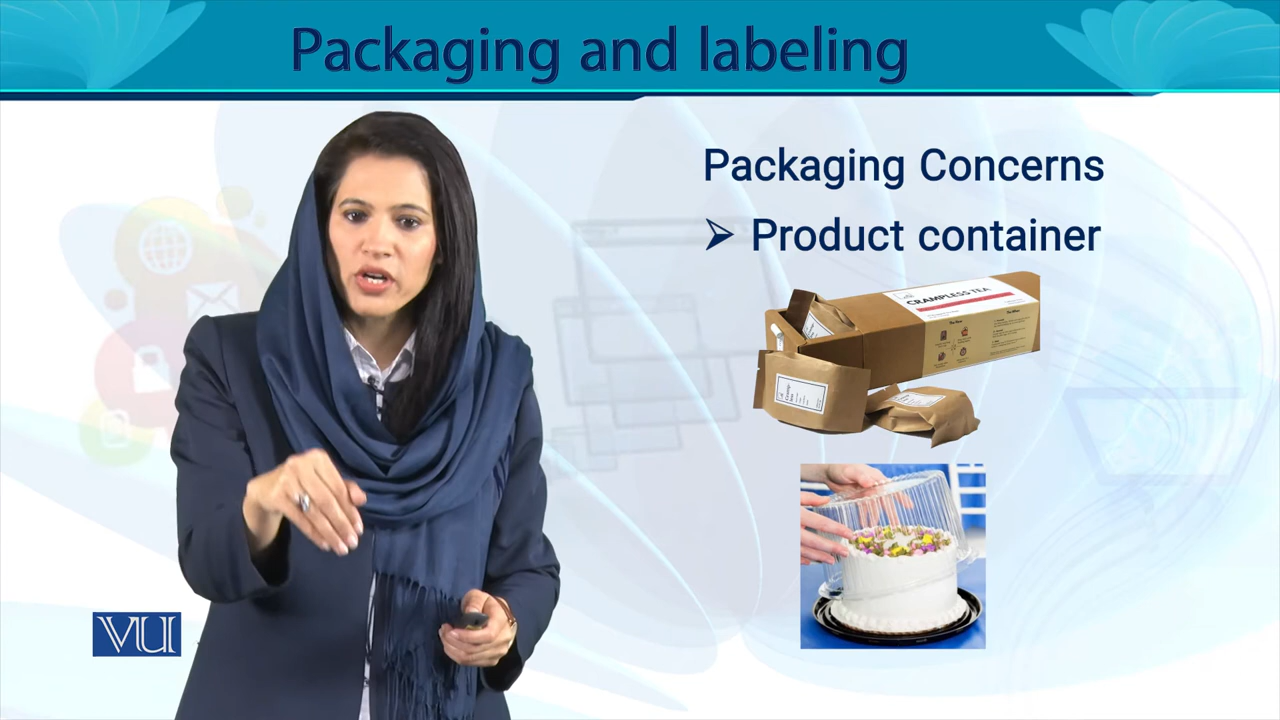 Packaging and labeling
Packaging Concerns
➢ Product container
CRAMPLESS TEA
VU